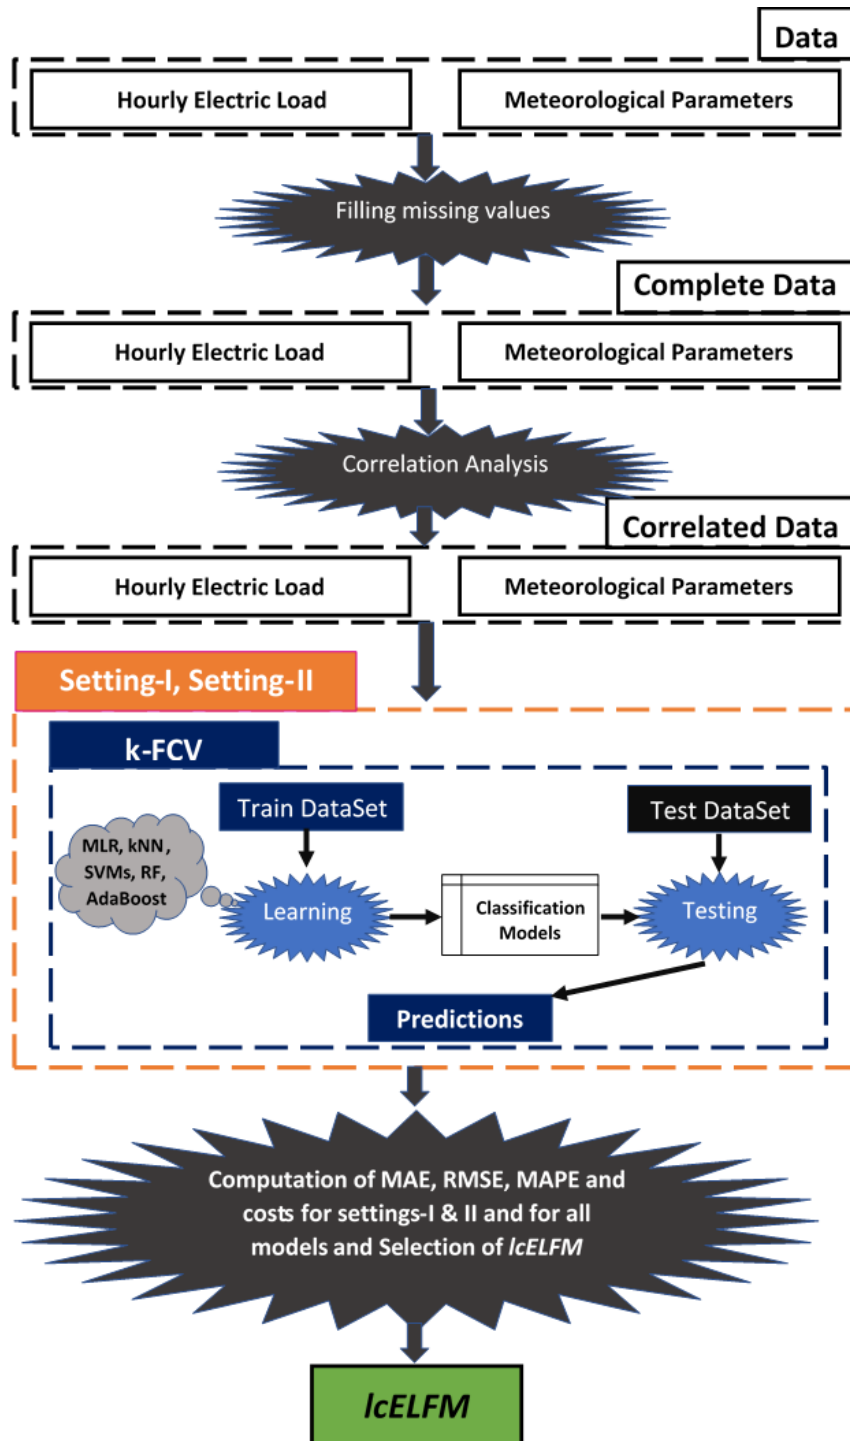 Data
Hourly Electric Load
Meteorological Parameters
Filling missing values
Complete Data
Hourly Electric Load
Meteorological Parameters
Correlation Analysis
Correlated Data
Hourly Electric Load
Meteorological Parameters
Setting-I, Setting-II
k-FCV
Train DataSet
Test DataSet
MLR, kNN,
SVMs, RF,
AdaBoost
Learning
Classification
Models
Testing
Predictions
Computation of MAE, RMSE, MAPE and
costs for settings-I & II and for all
models and Selection of lcELFM
lcELFM